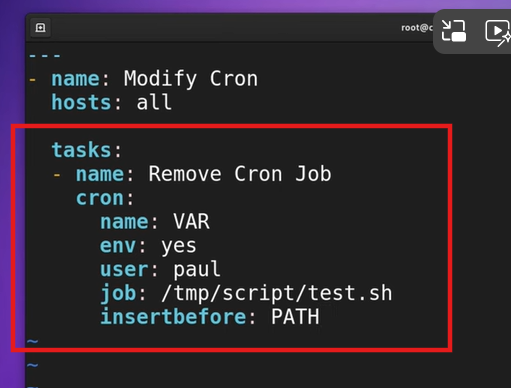 root@c
---
- name: Modify Cron
hosts: all
tasks:
- name: Remove Cron Job
cron:
name: VAR
env: yes
user: paul
job: /tmp/script/test.sh
insertbefore: PATH
~
~